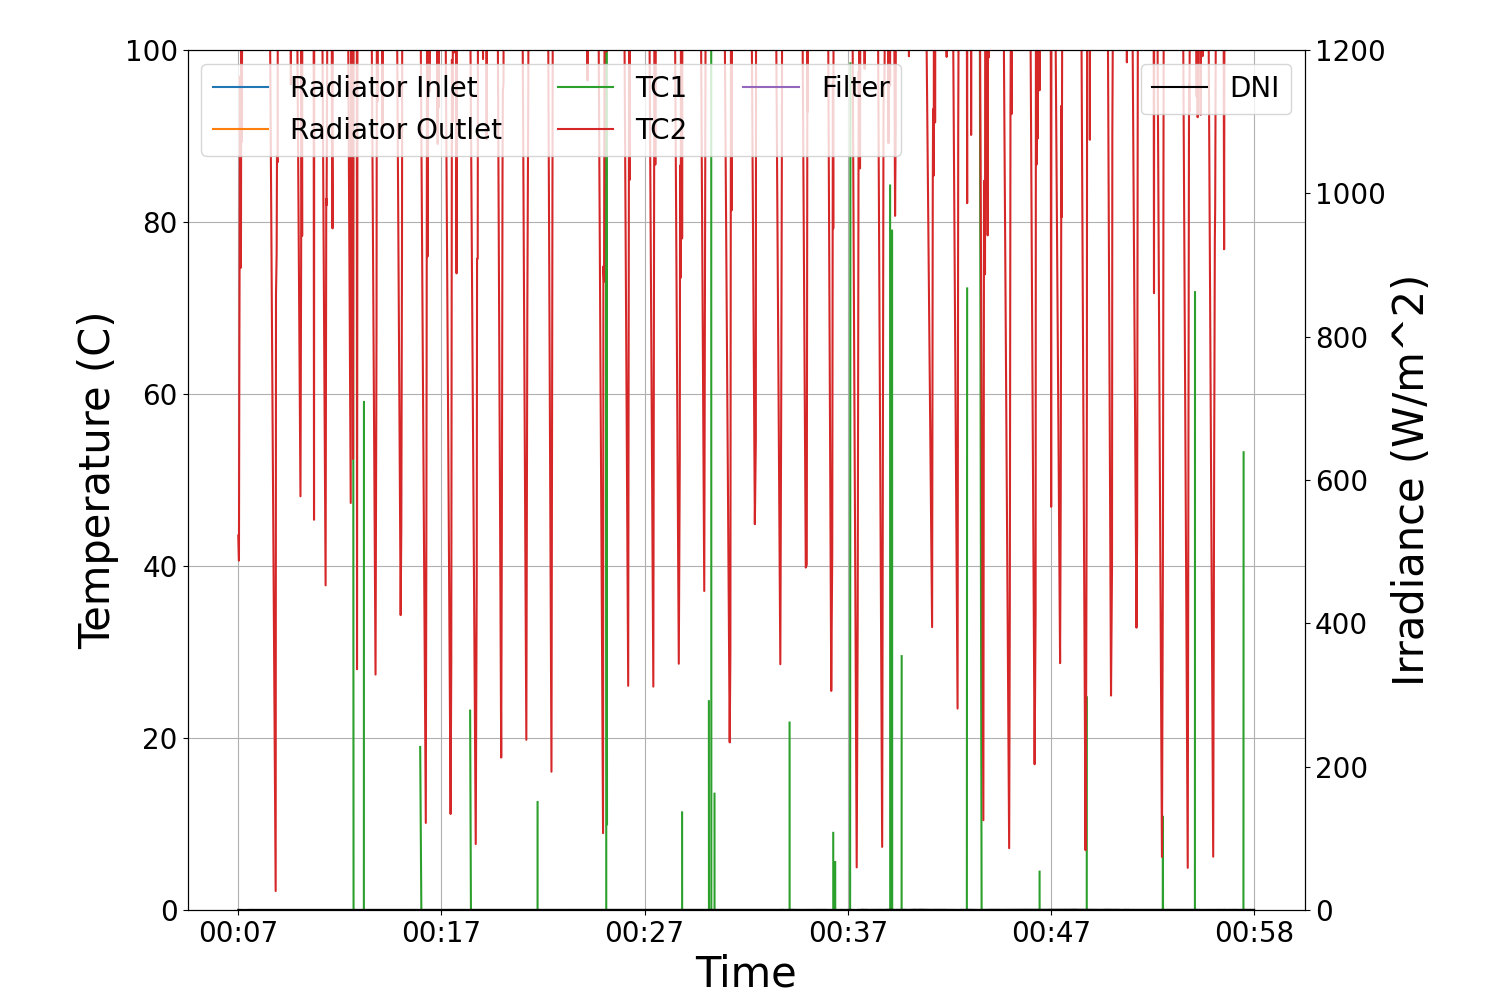 100
80
60
40
20
0
Temperature (C)
Radiator Inlet
Radiator Outlet
TC1
TC2
Filter
DNI
1200
1000
800
600
400
200
0
Irradiance (W/m^2)
00:07 00:17 00:27 00:37 00:47 00:58
Time